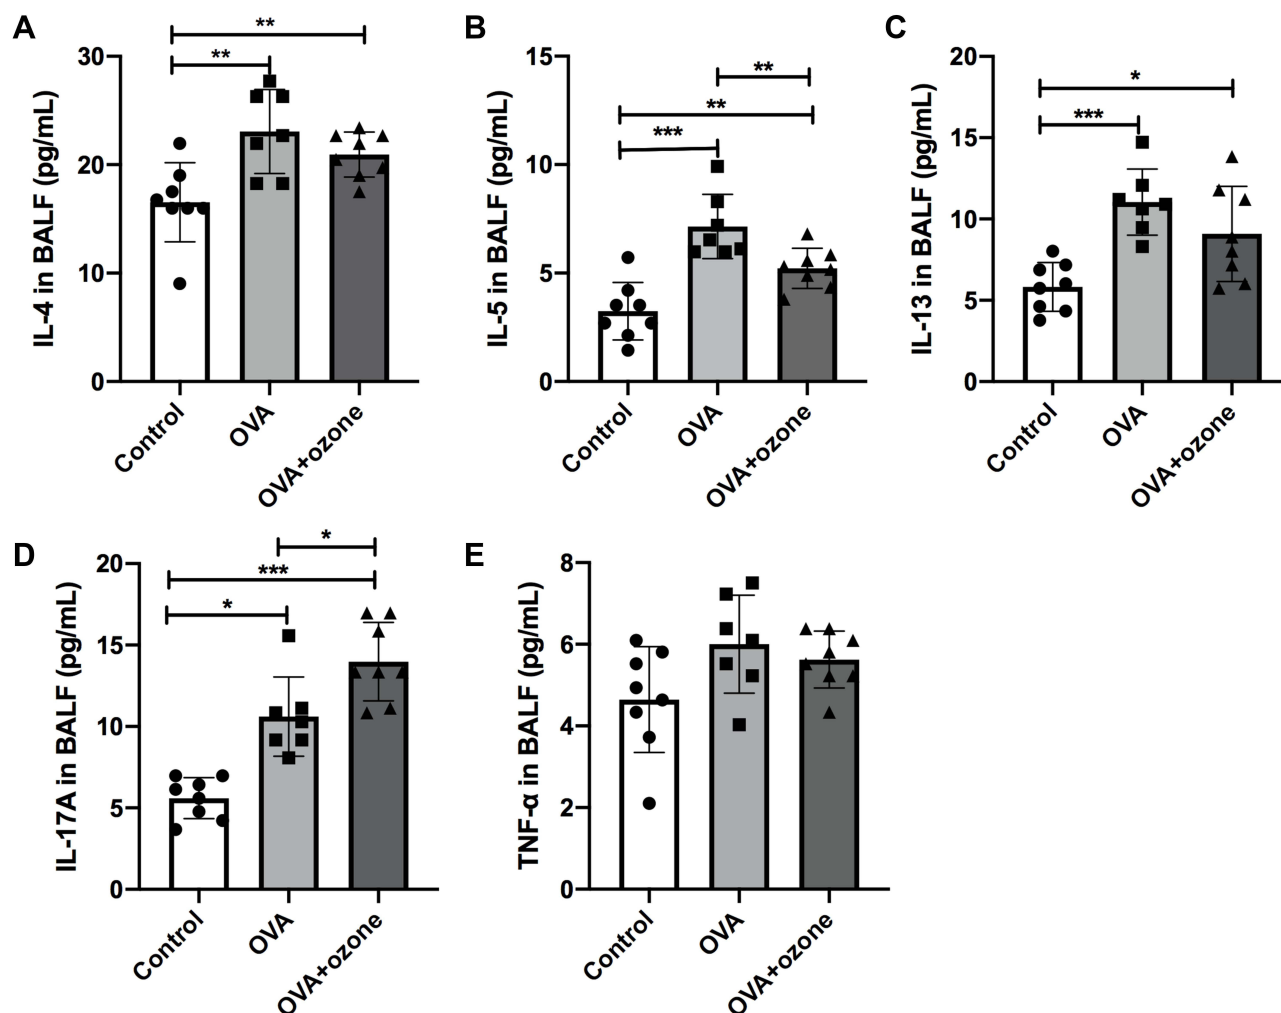 A
B
C
**
**
30
20
10
0
IL-4 in BALF (pg/mL)
Control
OVA
OVA+ozone
**
**
***
15
10
5
0
IL-5 in BALF (pg/mL)
Control
OVA
OVA+ozone
*
***
20
15
10
5
0
IL-13 in BALF (pg/mL)
Control
OVA
OVA+ozone
D
E
*
***
*
20
15
10
5
0
IL-17A in BALF (pg/mL)
Control
OVA
OVA+ozone
8
6
4
2
0
TNF-α in BALF (pg/mL)
Control
OVA
OVA+ozone